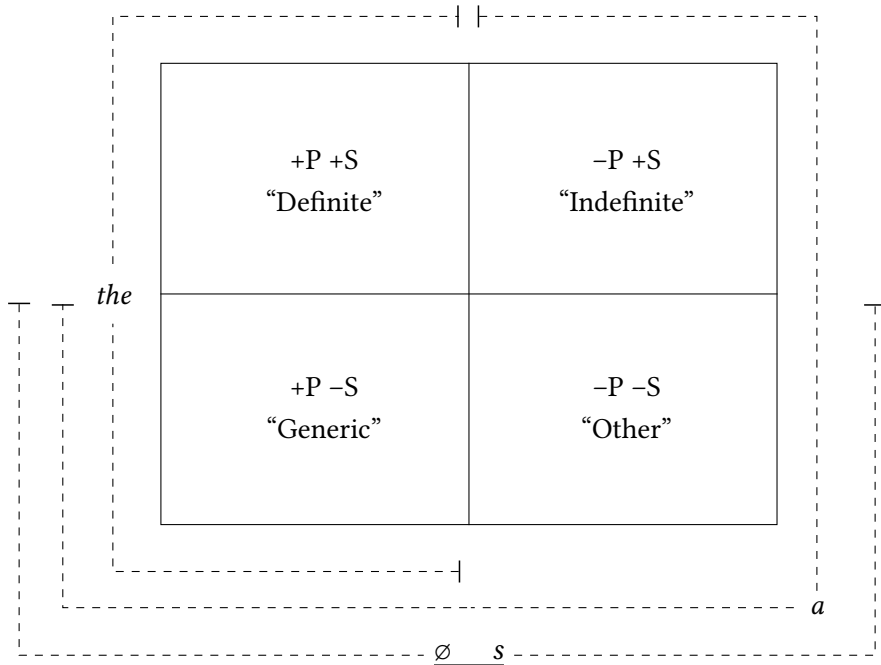 +P +S
“Definite”
–P +S
“Indefinite”
the
+P –S
“Generic”
–P –S
“Other”
a
∅ s